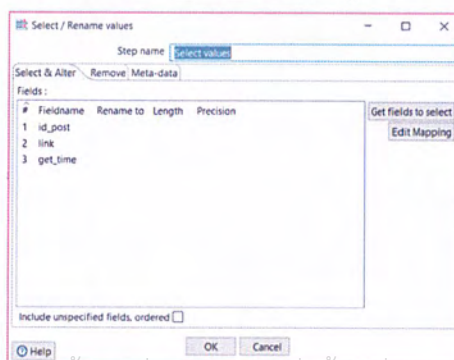 Select / Rename values
Step name Select values
Select & Alter Remove Meta-data
Fields :
# Fieldname Rename to Length Precision
Get fields to select
1 id_post
Edit Mapping
2 link
3 get_time
Include unspecified fields, ordered
Help OK Cancel